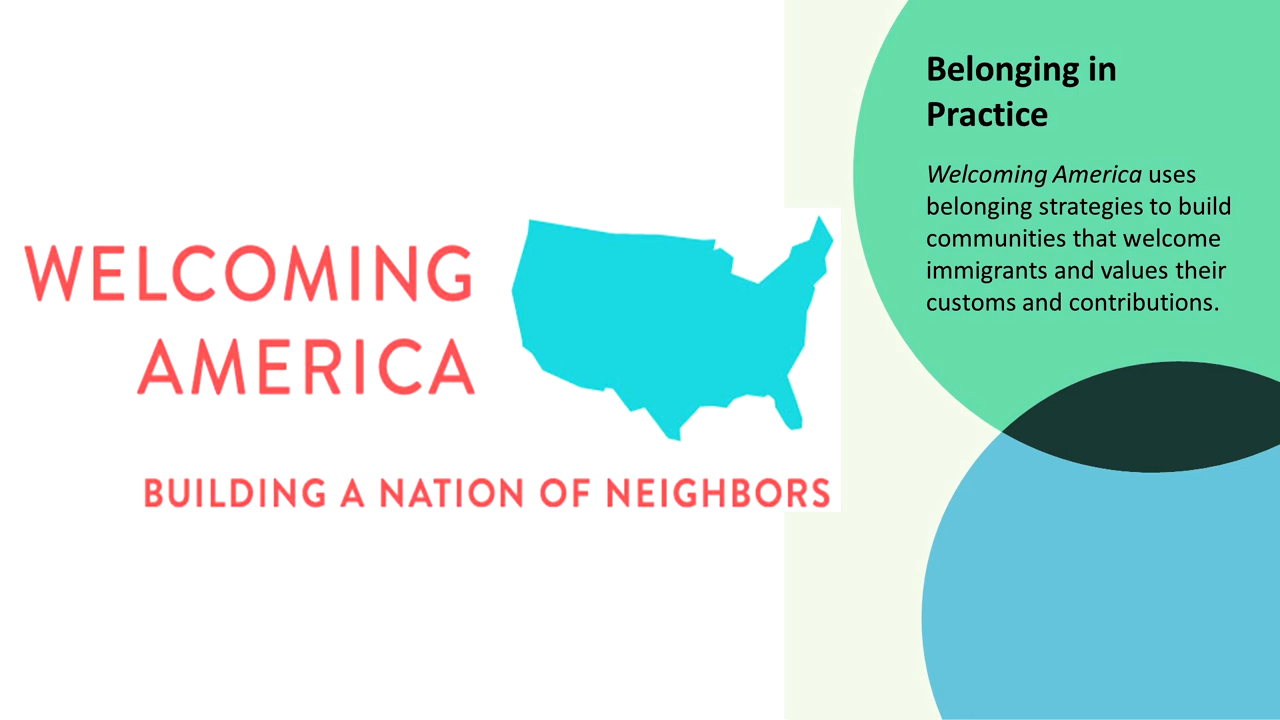 WELCOMING
AMERICA
BUILDING A NATION OF NEIGHBORS
Belonging in
Practice
Welcoming America uses
belonging strategies to build
communities that welcome
immigrants and values their
customs and contributions.